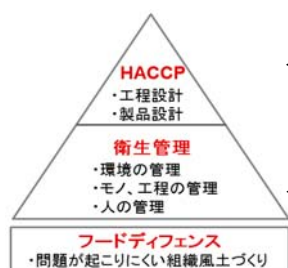 HACCP
・工程設計
・製品設計
衛生管理
・環境の管理
・モノ、工程の管理
・人の管理
フードディフェンス
・問題が起こりにくい組織風土づくり